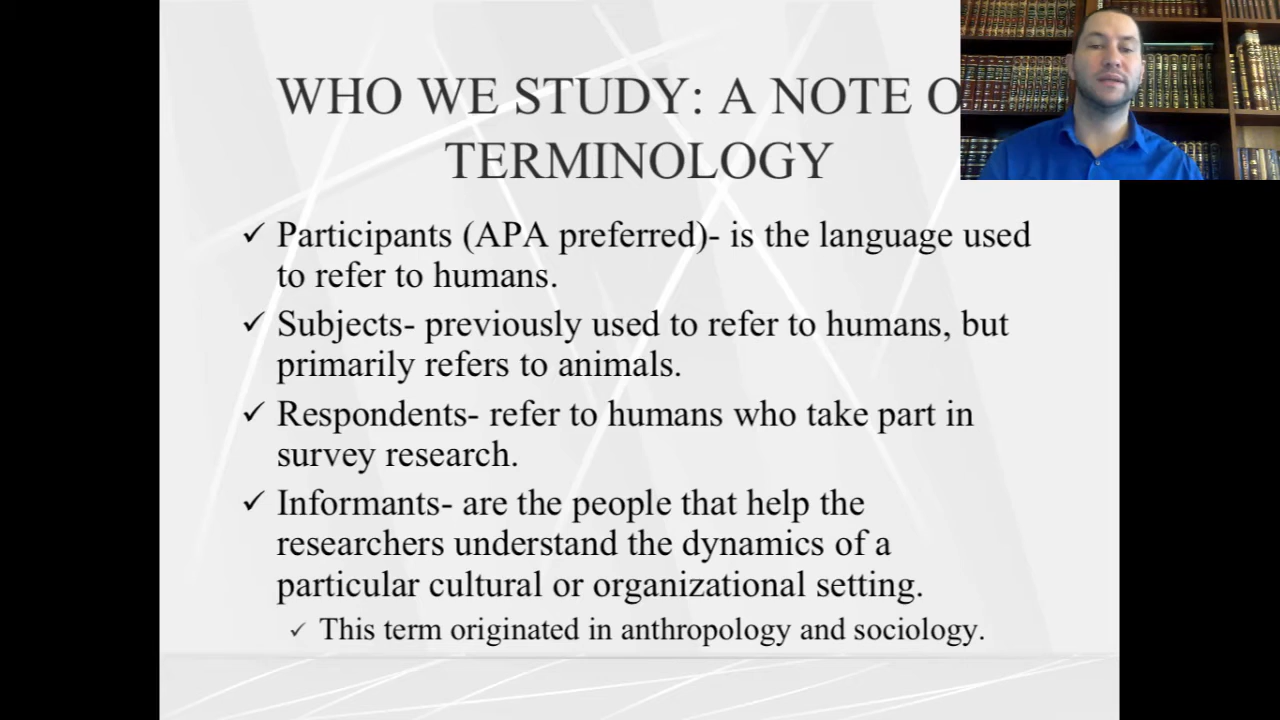 WHO WE STUDY: A NOTE O
TERMINOLOGY
✓ Participants (APA preferred)- is the language used
to refer to humans.
✓ Subjects- previously used to refer to humans, but
primarily refers to animals.
✓ Respondents- refer to humans who take part in
survey research.
✓ Informants- are the people that help the
researchers understand the dynamics of a
particular cultural or organizational setting.
✓ This term originated in anthropology and sociology.